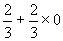 2/3 + 2/3 × 0